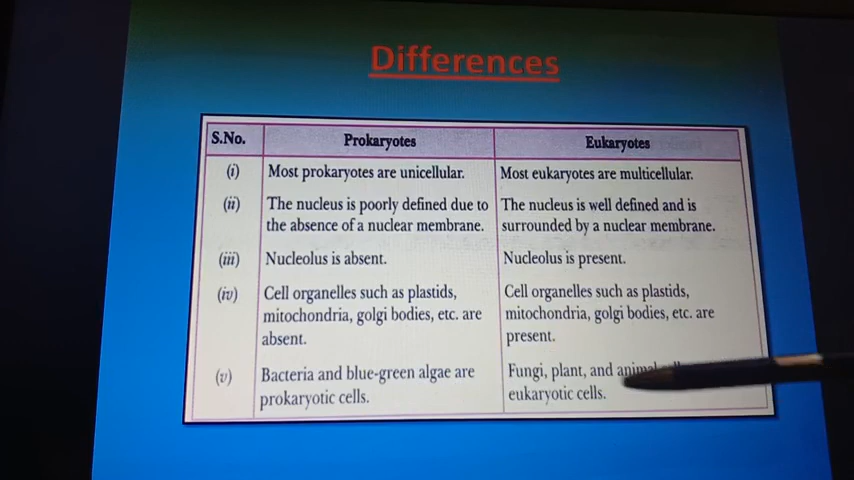 Differences
S.No. Prokaryotes Eukaryotes
(i) Most prokaryotes are unicellular. Most eukaryotes are multicellular.
(ii) The nucleus is poorly defined due to The nucleus is well defined and is
the absence of a nuclear membrane. surrounded by a nuclear membrane.
(iii) Nucleolus is absent. Nucleolus is present.
(iv) Cell organelles such as plastids, Cell organelles such as plastids,
mitochondria, golgi bodies, etc. are mitochondria, golgi bodies, etc. are
absent. present.
(v) Bacteria and blue-green algae are Fungi, plant, and animal
prokaryotic cells. eukaryotic cells.